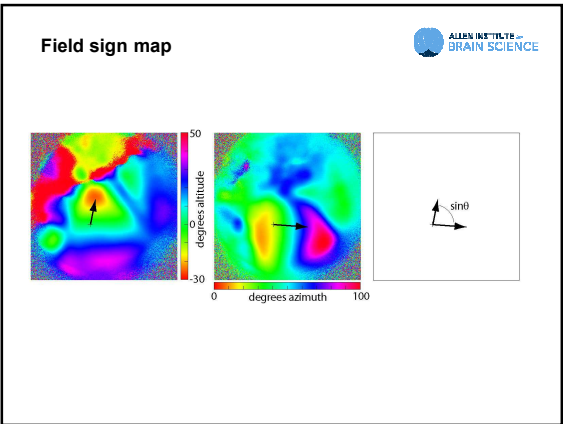 Field sign map
ALLEN INSTITUTE for
BRAIN SCIENCE
50
0
-30
degrees altitude
0
degrees azimuth
100
sinθ